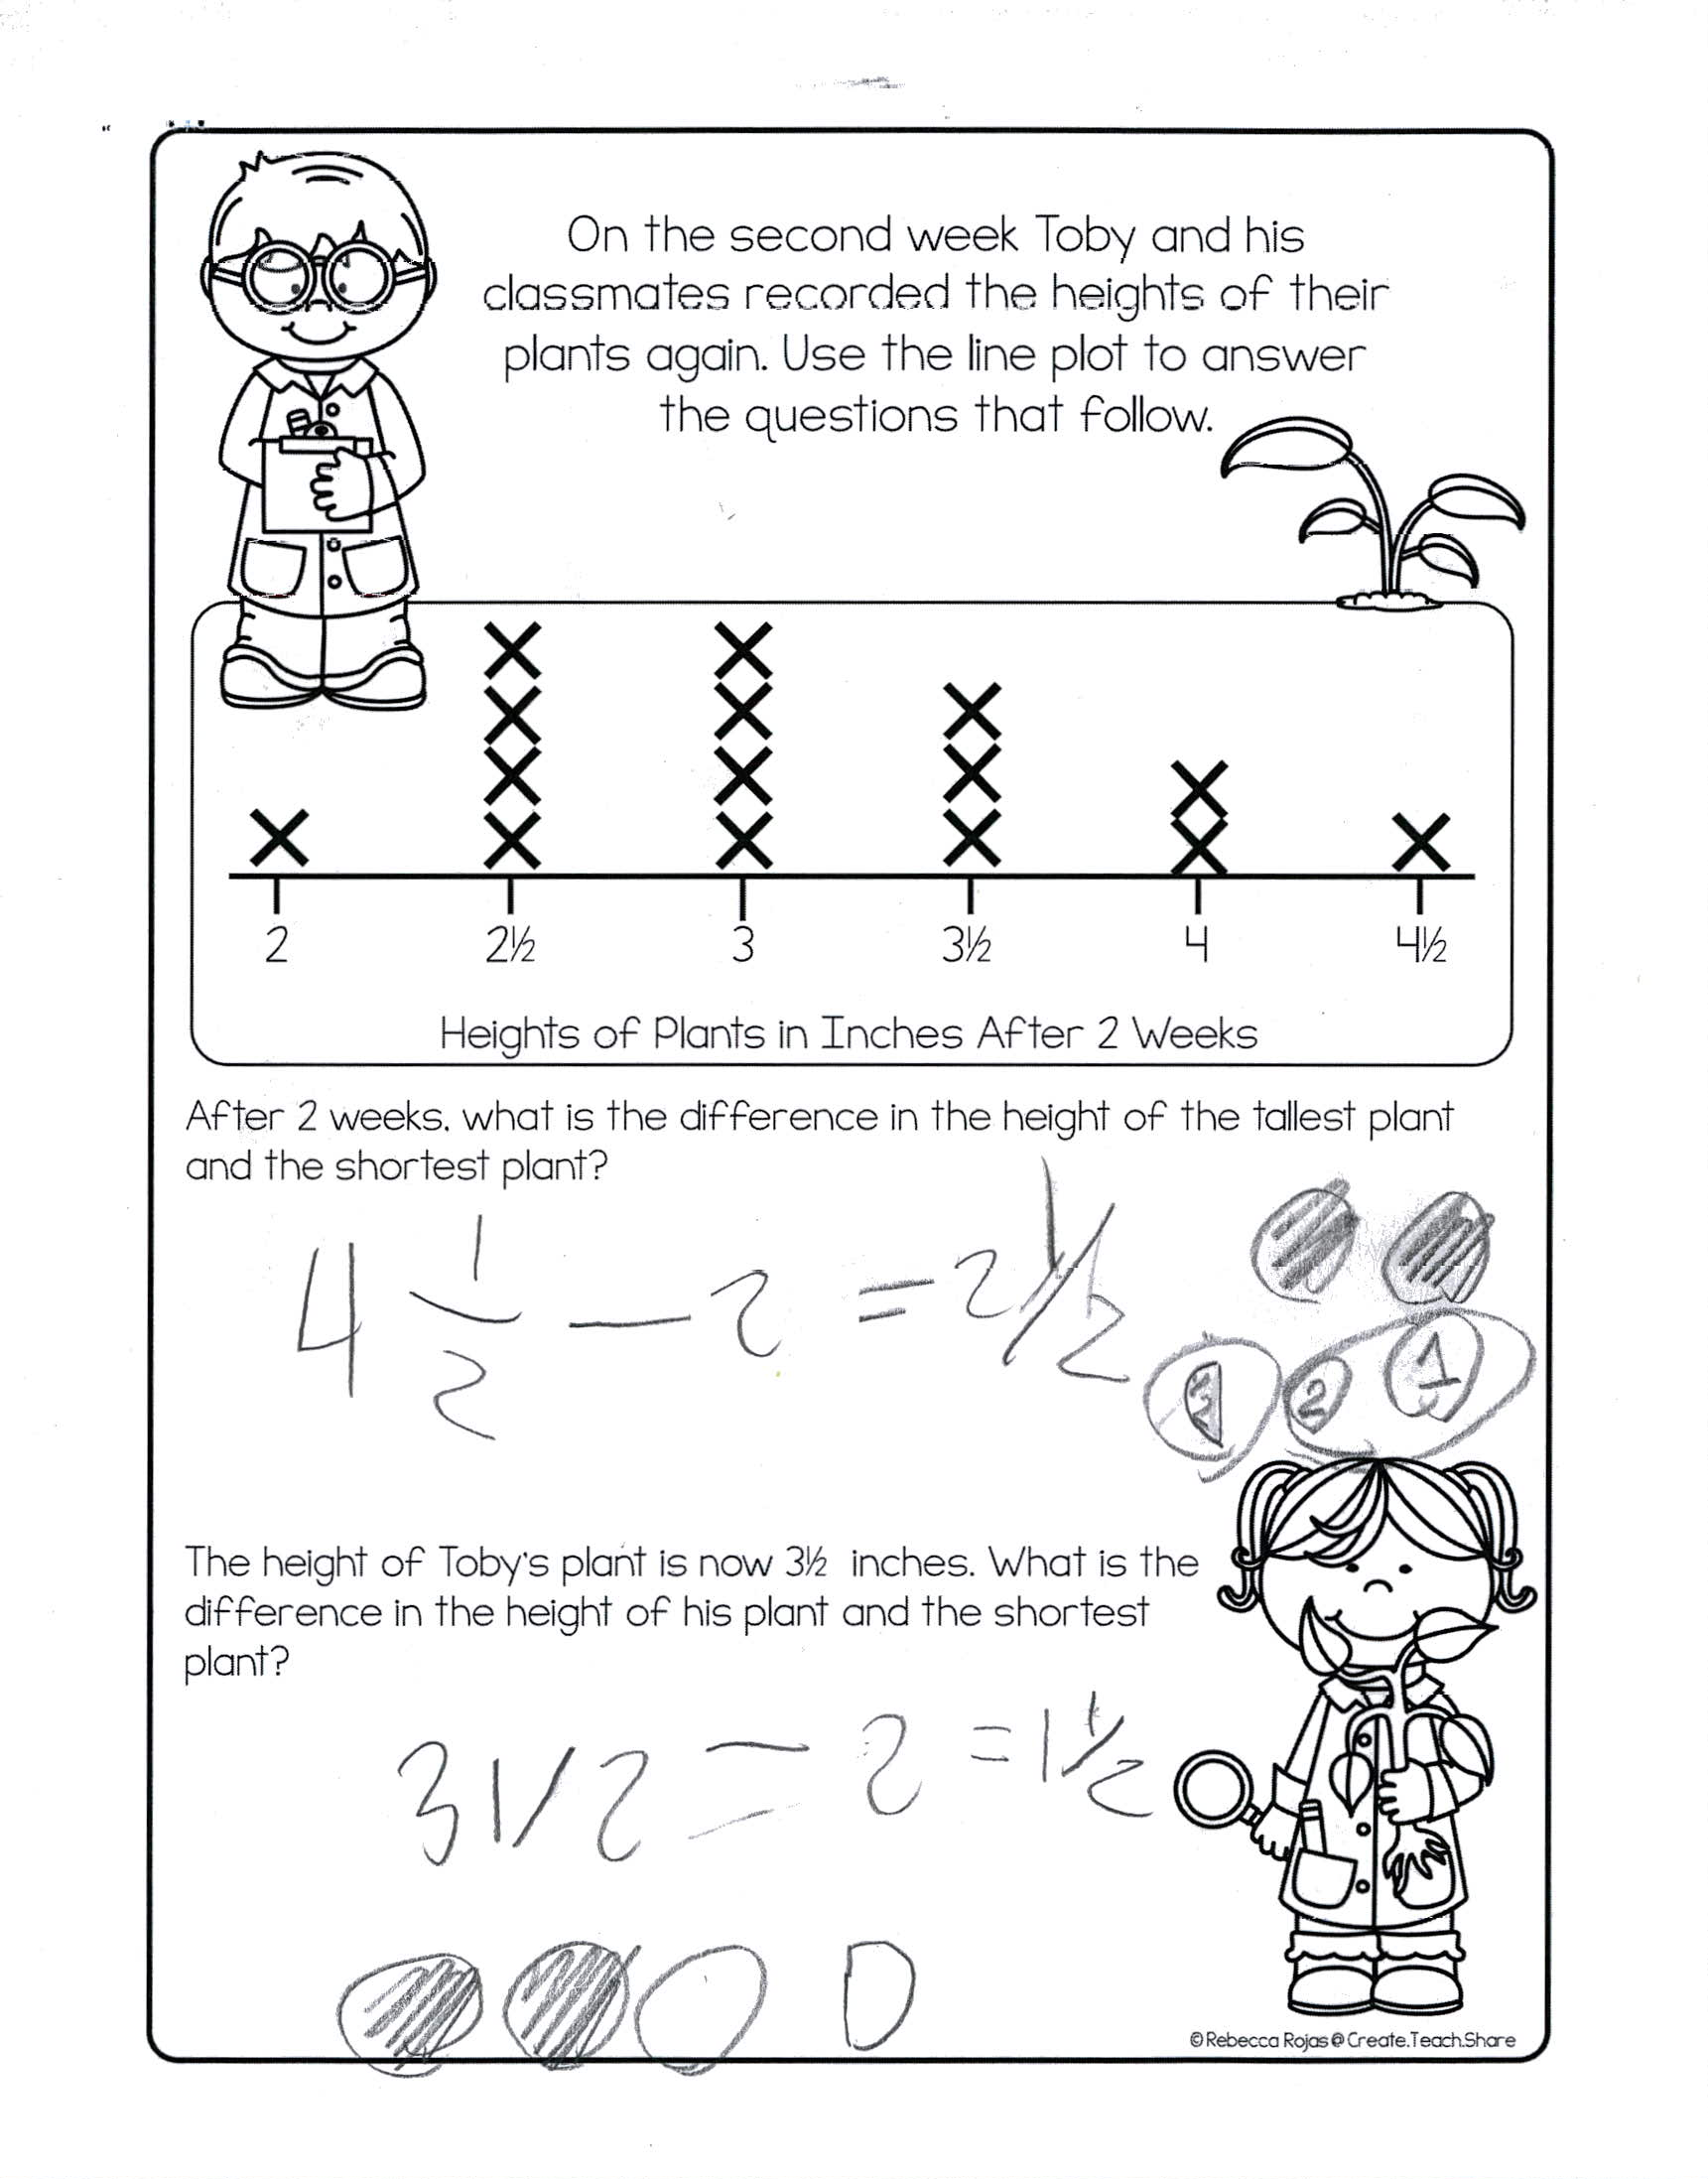 On the second week Toby and his
classmates recorded the heights of their
plants again. Use the line plot to answer
the questions that follow.
2 2½ 3 3½ 4 4½
Heights of Plants in Inches After 2 Weeks
After 2 weeks, what is the difference in the height of the tallest plant
and the shortest plant?
4 1/2 — 2 = 2 1/2
2 1
The height of Toby's plant is now 3½ inches. What is the
difference in the height of his plant and the shortest
plant?
3 1/2 — 2 = 1 1/2
©Rebecca Rojas@Create.Teach.Share